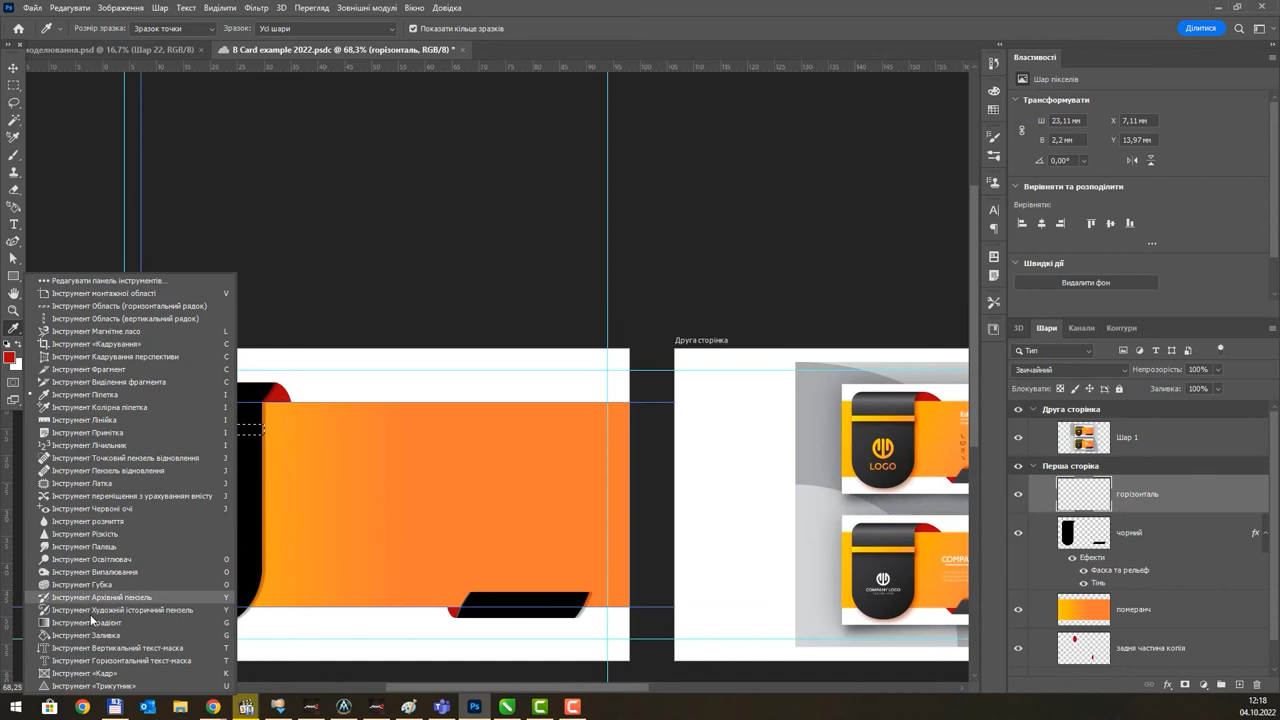 Файл Редагування Зображення Шар Текст Виділити Фільтр 3D Перегляд Зовнішні модулі Вікно Довідка
Розмір зразка: Зразок точки Зразок: Усі шари Показати кільце зразків Ділитися
моделювання.psd @ 16,7% (Шар 22, RGB/8) × B Card example 2022.psdc @ 68,3% (горізонталь, RGB/8) * ×
Властивості
Шар пікселів
Трансформувати
Ш: 23,11 мм X: 7,11 мм
В: 2,2 мм Y: 13,97 мм
0,00°
Вирівняти та розподілити
Вирівняти:
Швидкі дії
Видалити фон
Редагувати панель інструментів...
Інструмент монтажної області V
Інструмент Область (горизонтальний рядок)
Інструмент Область (вертикальний рядок)
Інструмент Магнітне ласо L
Інструмент «Кадрування» C
Інструмент Кадрування перспективи C
Інструмент Фрагмент C
Інструмент Виділення фрагмента C
Інструмент Піпетка I
Інструмент Колірна піпетка I
Інструмент Лінійка I
Інструмент Примітка I
Інструмент Лічильник I
Інструмент Точковий пензель відновлення J
Інструмент Пензель відновлення J
Інструмент Латка J
Інструмент переміщення з урахуванням вмісту J
Інструмент Червоні очі J
Інструмент розмиття
Інструмент Різкість
Інструмент Палець
Інструмент Освітлювач O
Інструмент Випалювання O
Інструмент Губка O
Інструмент Архівний пензель Y
Інструмент Художній історичний пензель Y
Інструмент Градієнт G
Інструмент Заливка G
Інструмент Вертикальний текст-маска T
Інструмент Горизонтальний текст-маска T
Інструмент «Кадр» K
Інструмент «Трикутник» U
Друга сторінка
LOGO
3D Шари Канали Контури
Тип
Звичайний Непрозорість: 100%
Блокувати: Заливка: 100%
Друга сторінка
Шар 1
Перша сторіка
горізонталь
чорний fx
Ефекти
Фаска та рельєф
Тінь
померанч
задня частина копія
12:18
04.10.2022